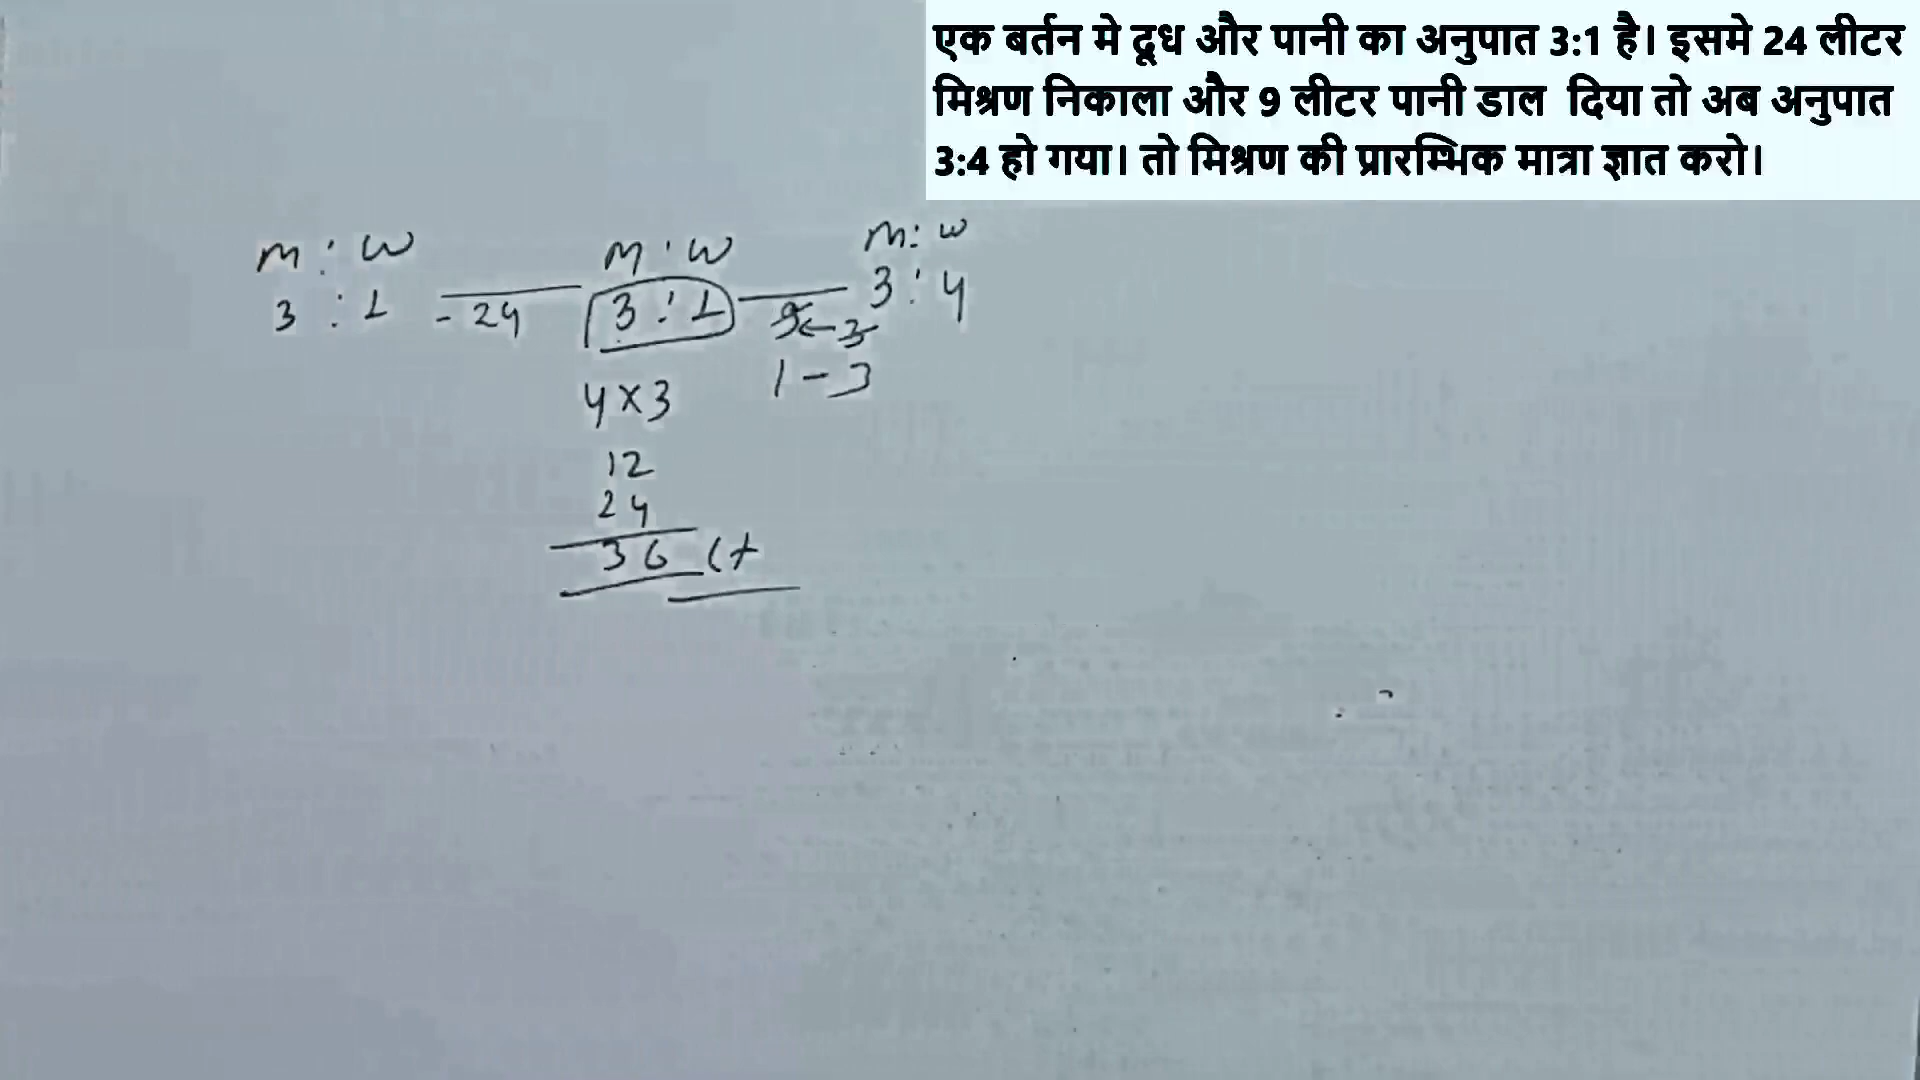 एक बर्तन मे दूध और पानी का अनुपात 3:1 है। इसमे 24 लीटर
मिश्रण निकाला और 9 लीटर पानी डाल दिया तो अब अनुपात
3:4 हो गया। तो मिश्रण की प्रारम्भिक मात्रा ज्ञात करो।
M : W M : W M : W
3 : 1 - 24 3 : 1 9 ← 3 3 : 4
4 × 3 1 - 3
12
24
36 (+